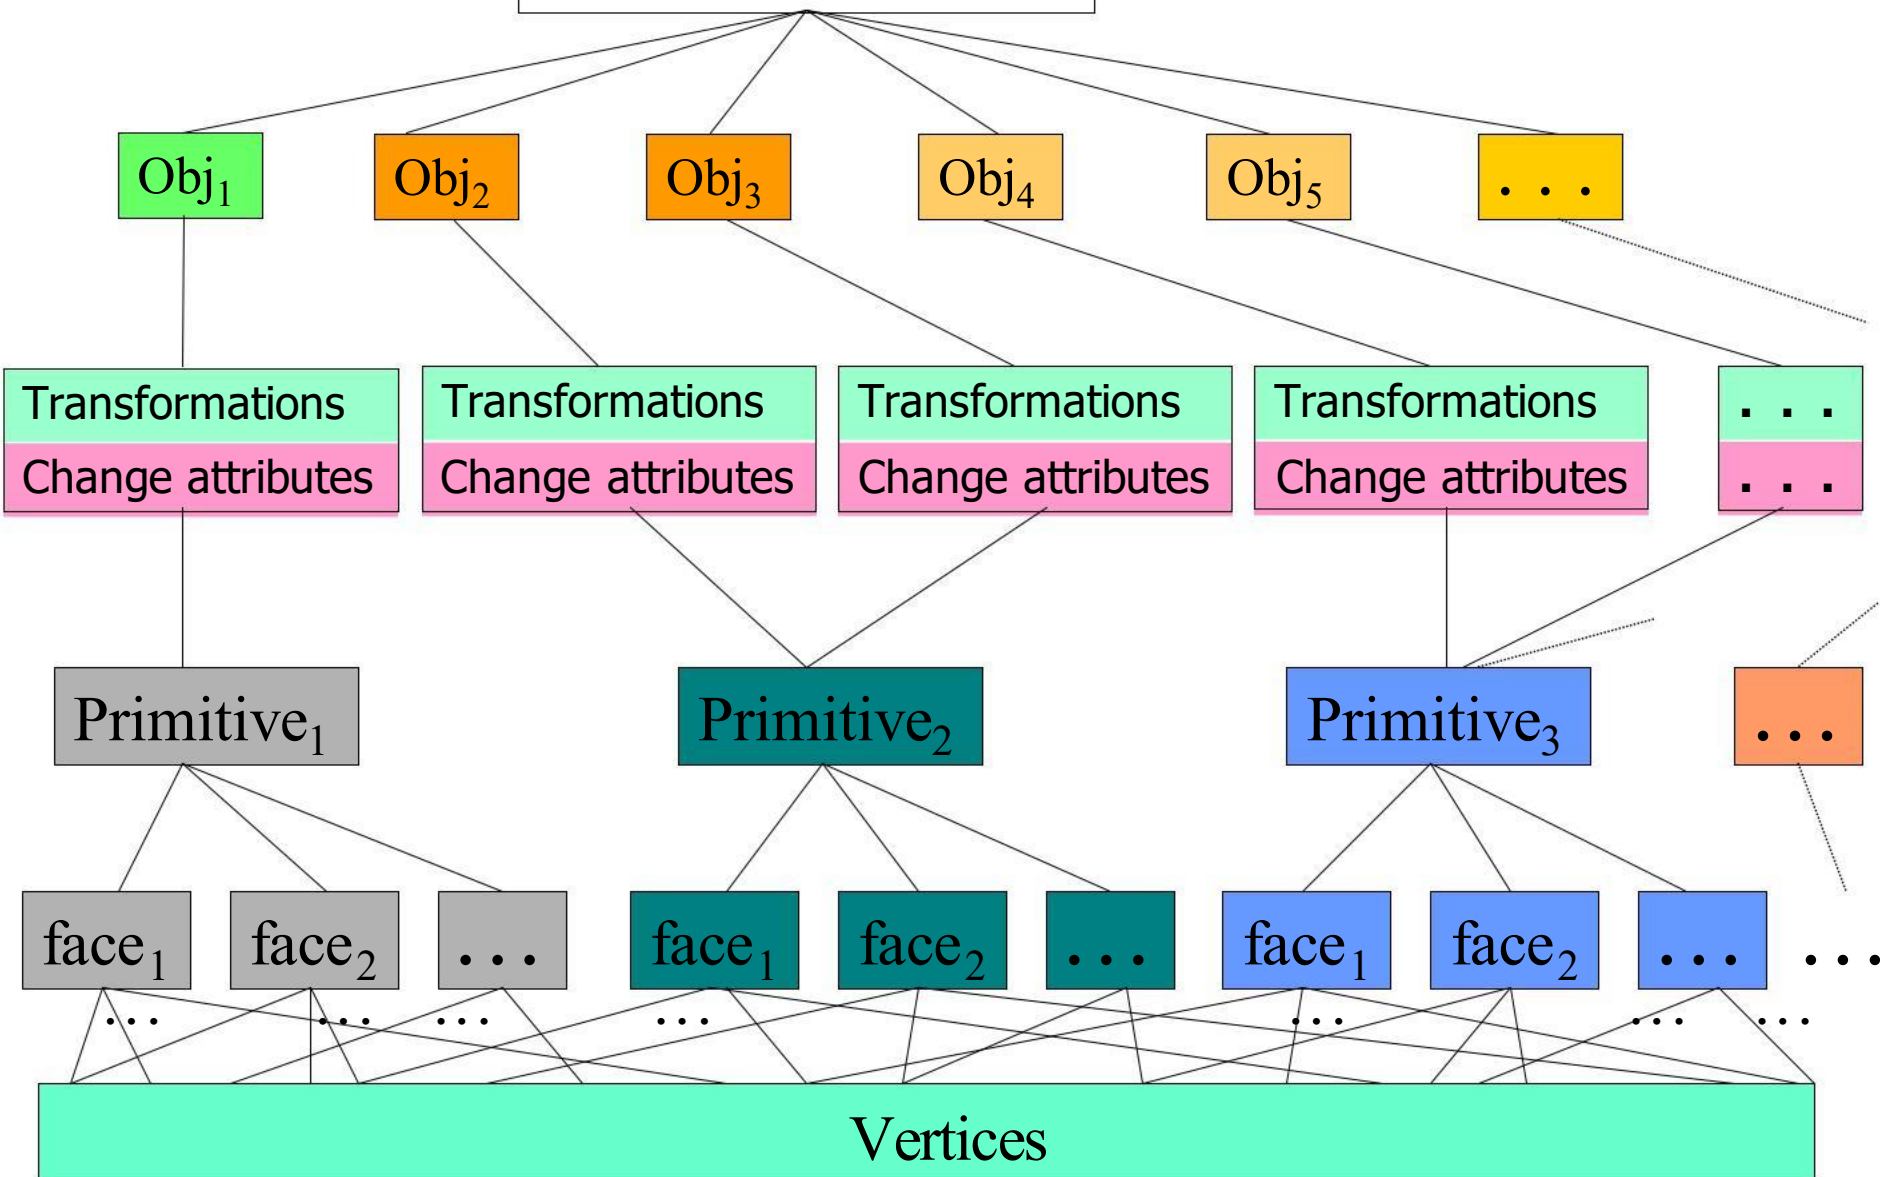 Obj₁ Obj₂ Obj₃ Obj₄ Obj₅ . . .
Transformations Transformations Transformations Transformations . . .
Change attributes Change attributes Change attributes Change attributes . . .
Primitive₁ Primitive₂ Primitive₃ . . .
face₁ face₂ . . . face₁ face₂ . . . face₁ face₂ . . . . . .
. . . . . . . . . . . . . . . . . . . . .
Vertices